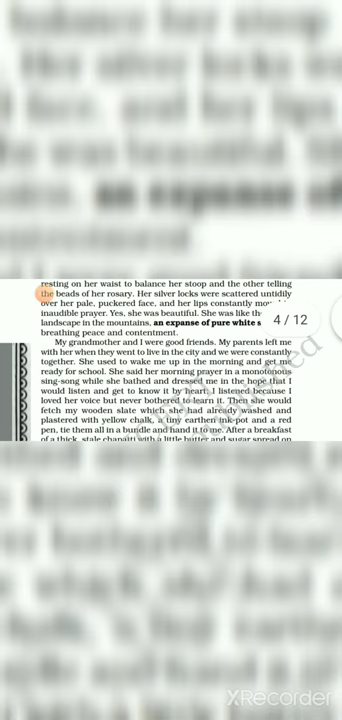 resting on her waist to balance her stoop and the other telling
the beads of her rosary. Her silver locks were scattered untidily
over her pale, puckered face, and her lips constantly
inaudible prayer. Yes, she was beautiful. She was like
landscape in the mountains, an expanse of pure white
4 / 12
breathing peace and contentment.
My grandmother and I were good friends. My parents left me
with her when they went to live in the city and we were constantly
together. She used to wake me up in the morning and get me
ready for school. She said her morning prayer in a monotonous
sing-song while she bathed and dressed me in the hope that I
would listen and get to know it by heart; I listened because I
loved her voice but never bothered to learn it. Then she would
fetch my wooden slate which she had already washed and
plastered with yellow chalk, a tiny earthen ink-pot and a red
pen, tie them all in a bundle and hand it to me. After a breakfast
of a thick, stale chapatti with a little butter and sugar spread on
XRecorder